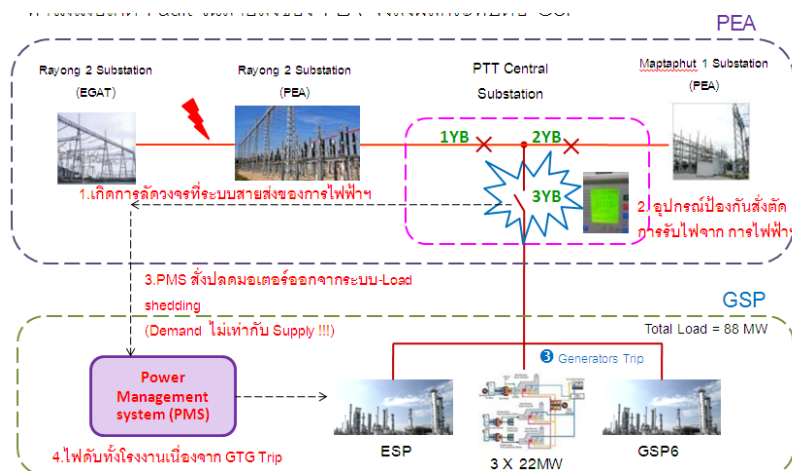 PEA
Rayong 2 Substation
(EGAT)
Rayong 2 Substation
(PEA)
PTT Central
Substation
Maptaphut 1 Substation
(PEA)
1YB
2YB
3YB
1.เกิดการลัดวงจรที่ระบบสายส่งของการไฟฟ้าฯ
2. อุปกรณ์ป้องกันสั่งตัด
การรับไฟจาก การไฟฟ้าฯ
3.PMS สั่งปลดมอเตอร์ออกจากระบบ-Load
shedding
(Demand ไม่เท่ากับ Supply !!!)
GSP
Total Load = 88 MW
3 Generators Trip
Power
Management
system (PMS)
ESP
3 X 22MW
GSP6
4.ไฟดับทั้งโรงงานเนื่องจาก GTG Trip